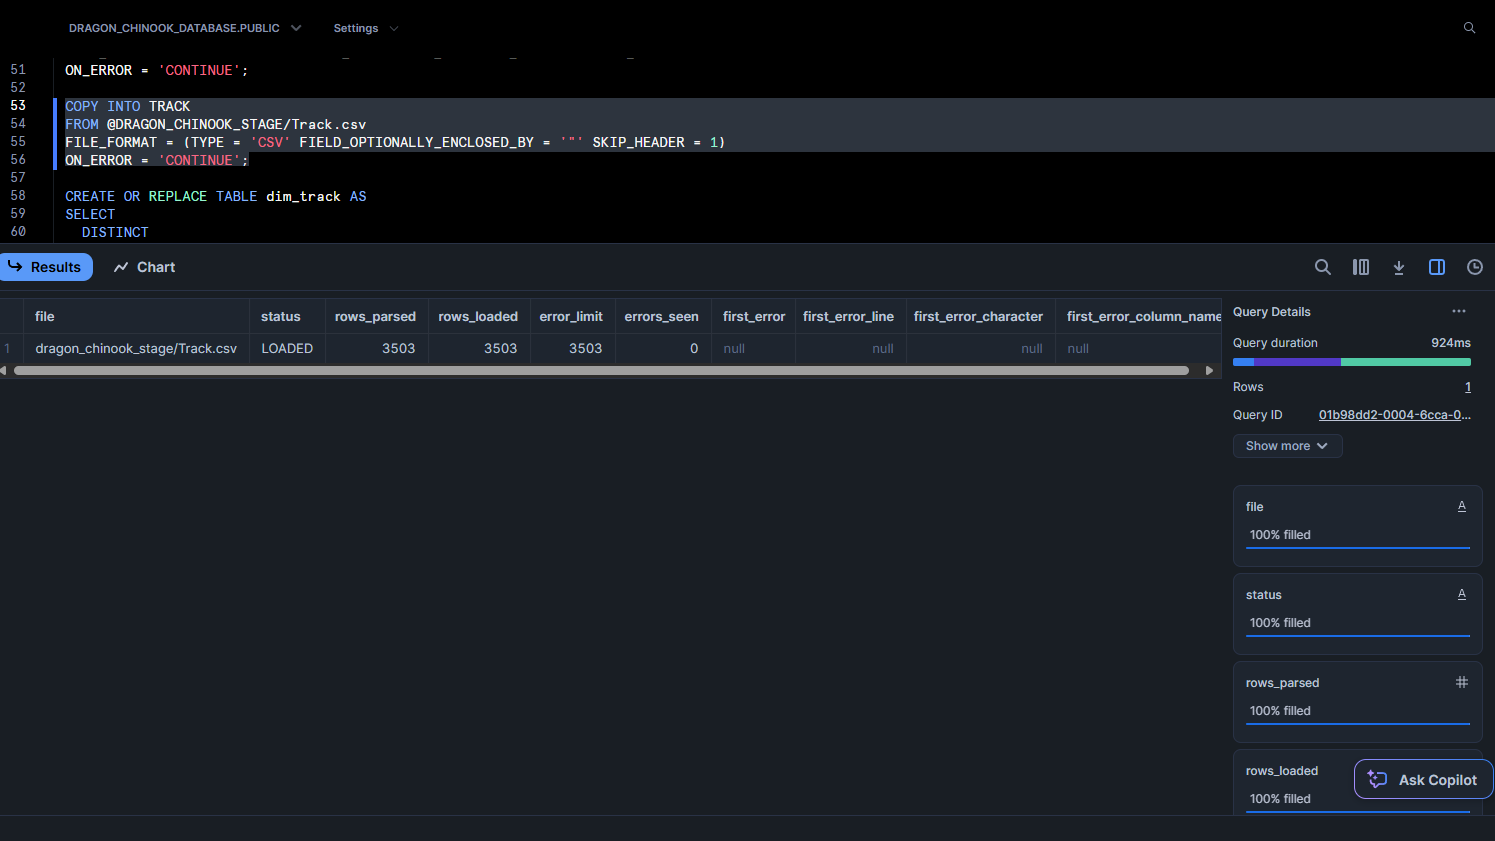 DRAGON_CHINOOK_DATABASE.PUBLIC Settings
51 ON_ERROR = 'CONTINUE';
52
53 COPY INTO TRACK
54 FROM @DRAGON_CHINOOK_STAGE/Track.csv
55 FILE_FORMAT = (TYPE = 'CSV' FIELD_OPTIONALLY_ENCLOSED_BY = '"' SKIP_HEADER = 1)
56 ON_ERROR = 'CONTINUE';
57
58 CREATE OR REPLACE TABLE dim_track AS
59 SELECT
60 DISTINCT
Results Chart
file status rows_parsed rows_loaded error_limit errors_seen first_error first_error_line first_error_character first_error_column_name
1 dragon_chinook_stage/Track.csv LOADED 3503 3503 3503 0 null null null null
Query Details ...
Query duration 924ms
Rows 1
Query ID 01b98dd2-0004-6cca-0...
Show more
file A
100% filled
status A
100% filled
rows_parsed #
100% filled
rows_loaded
100% filled
Ask Copilot